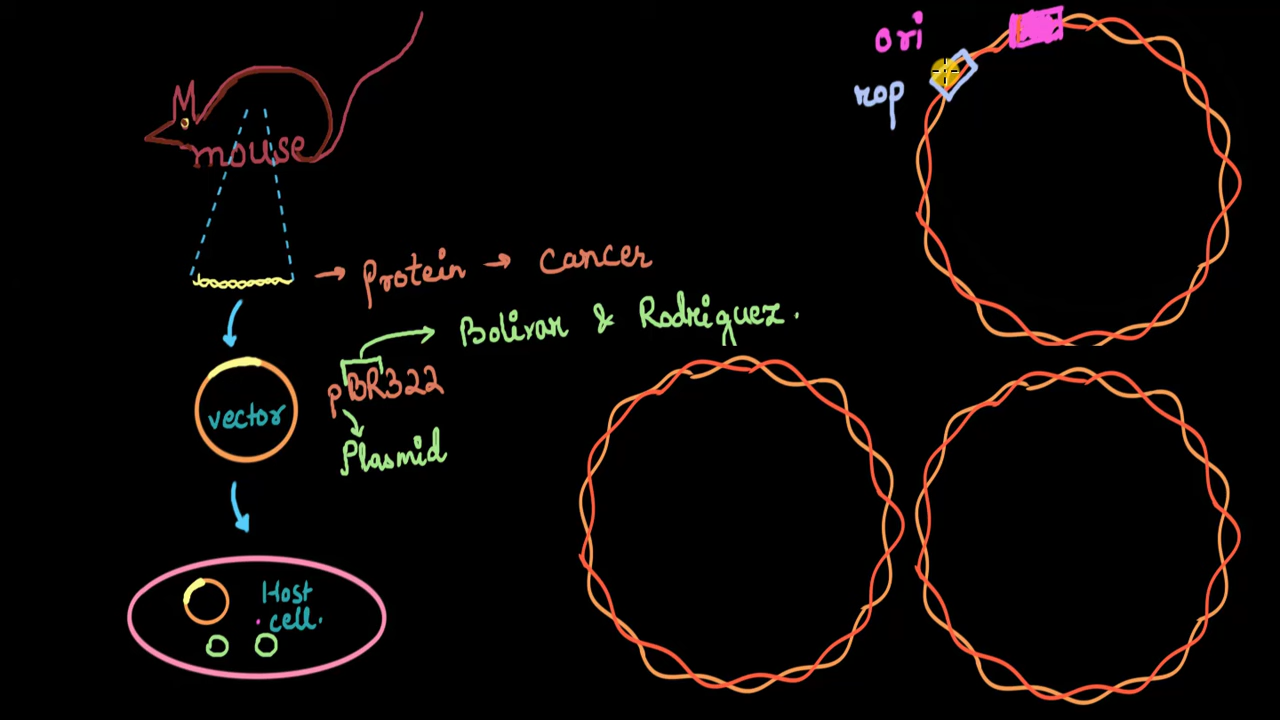 mouse
→ Protein → Cancer
Bolivar & Rodriguez.
pBR322
Plasmid
vector
Host
cell.
ori
rop